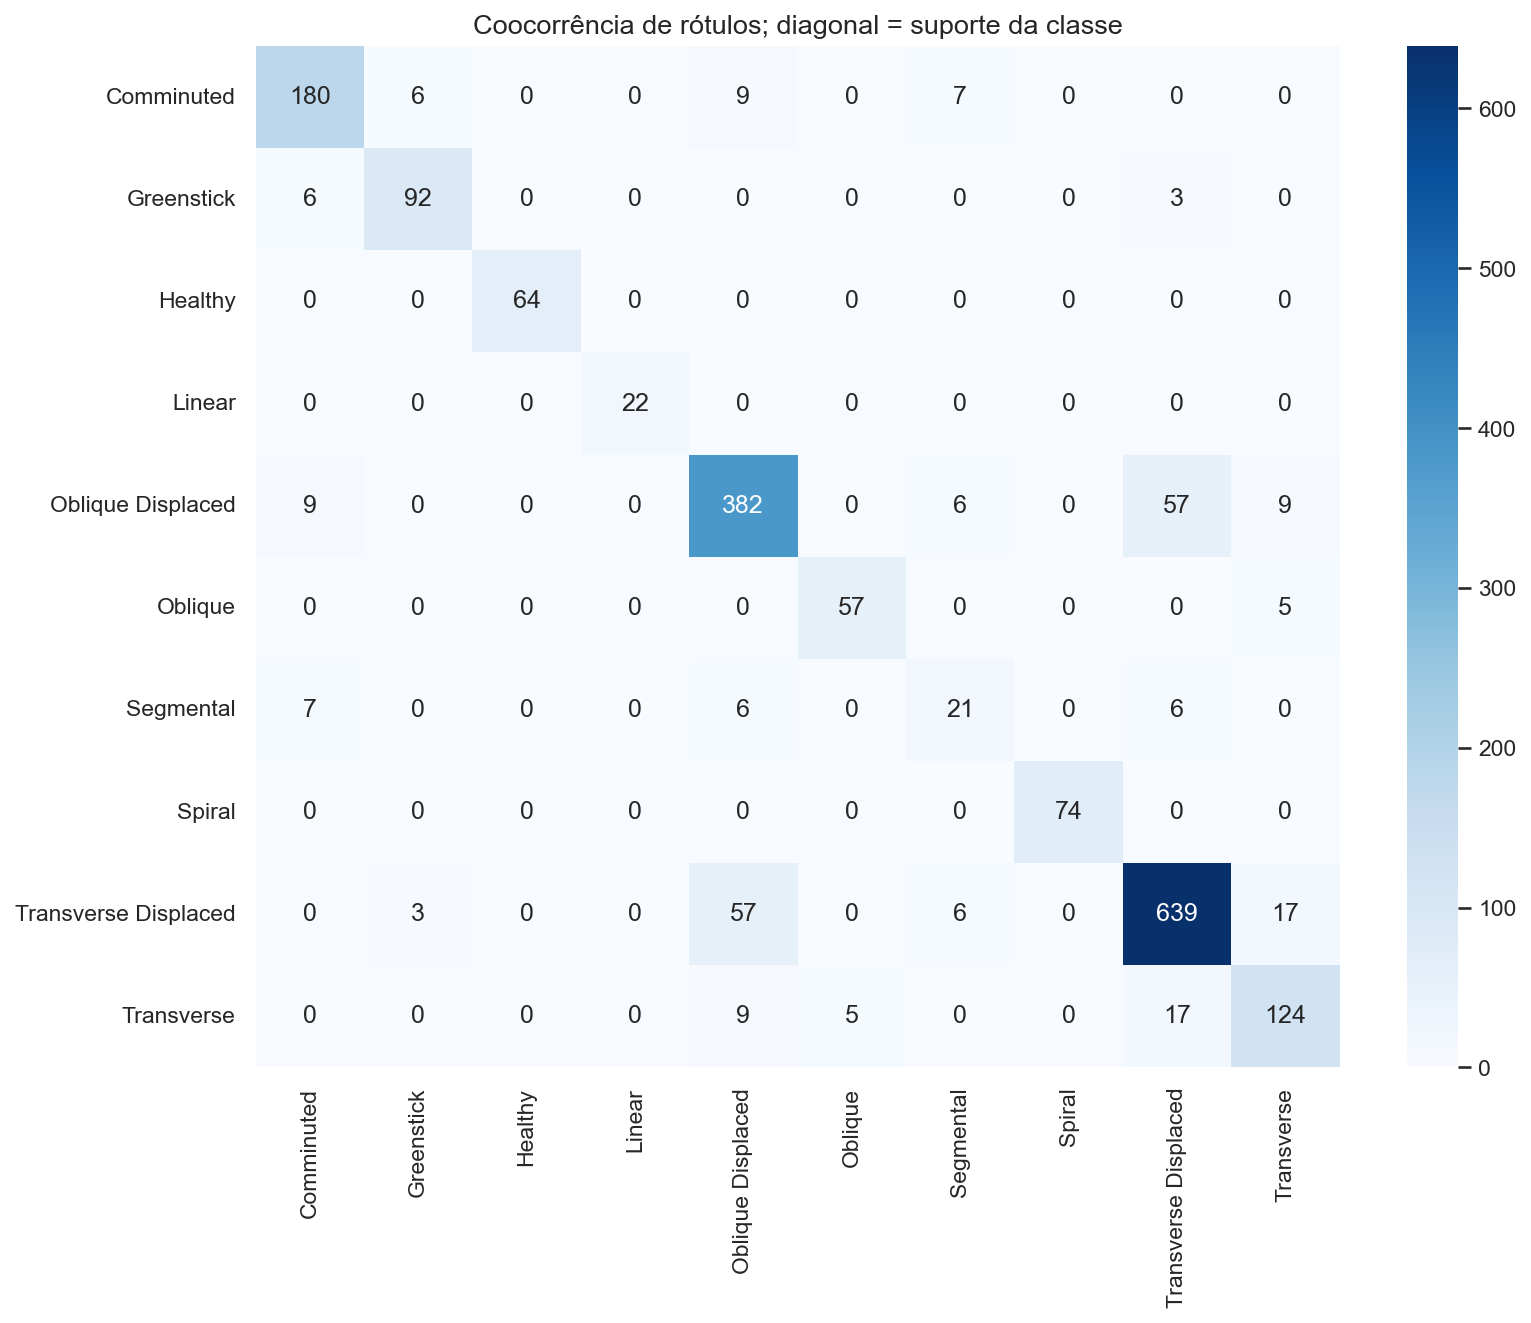 Coocorrência de rótulos; diagonal = suporte da classe
Comminuted 180 6 0 0 9 0 7 0 0 0
Greenstick 6 92 0 0 0 0 0 0 3 0
Healthy 0 0 64 0 0 0 0 0 0 0
Linear 0 0 0 22 0 0 0 0 0 0
Oblique Displaced 9 0 0 0 382 0 6 0 57 9
Oblique 0 0 0 0 0 57 0 0 0 5
Segmental 7 0 0 0 6 0 21 0 6 0
Spiral 0 0 0 0 0 0 0 74 0 0
Transverse Displaced 0 3 0 0 57 0 6 0 639 17
Transverse 0 0 0 0 9 5 0 0 17 124
Comminuted
Greenstick
Healthy
Linear
Oblique Displaced
Oblique
Segmental
Spiral
Transverse Displaced
Transverse
600
500
400
300
200
100
0